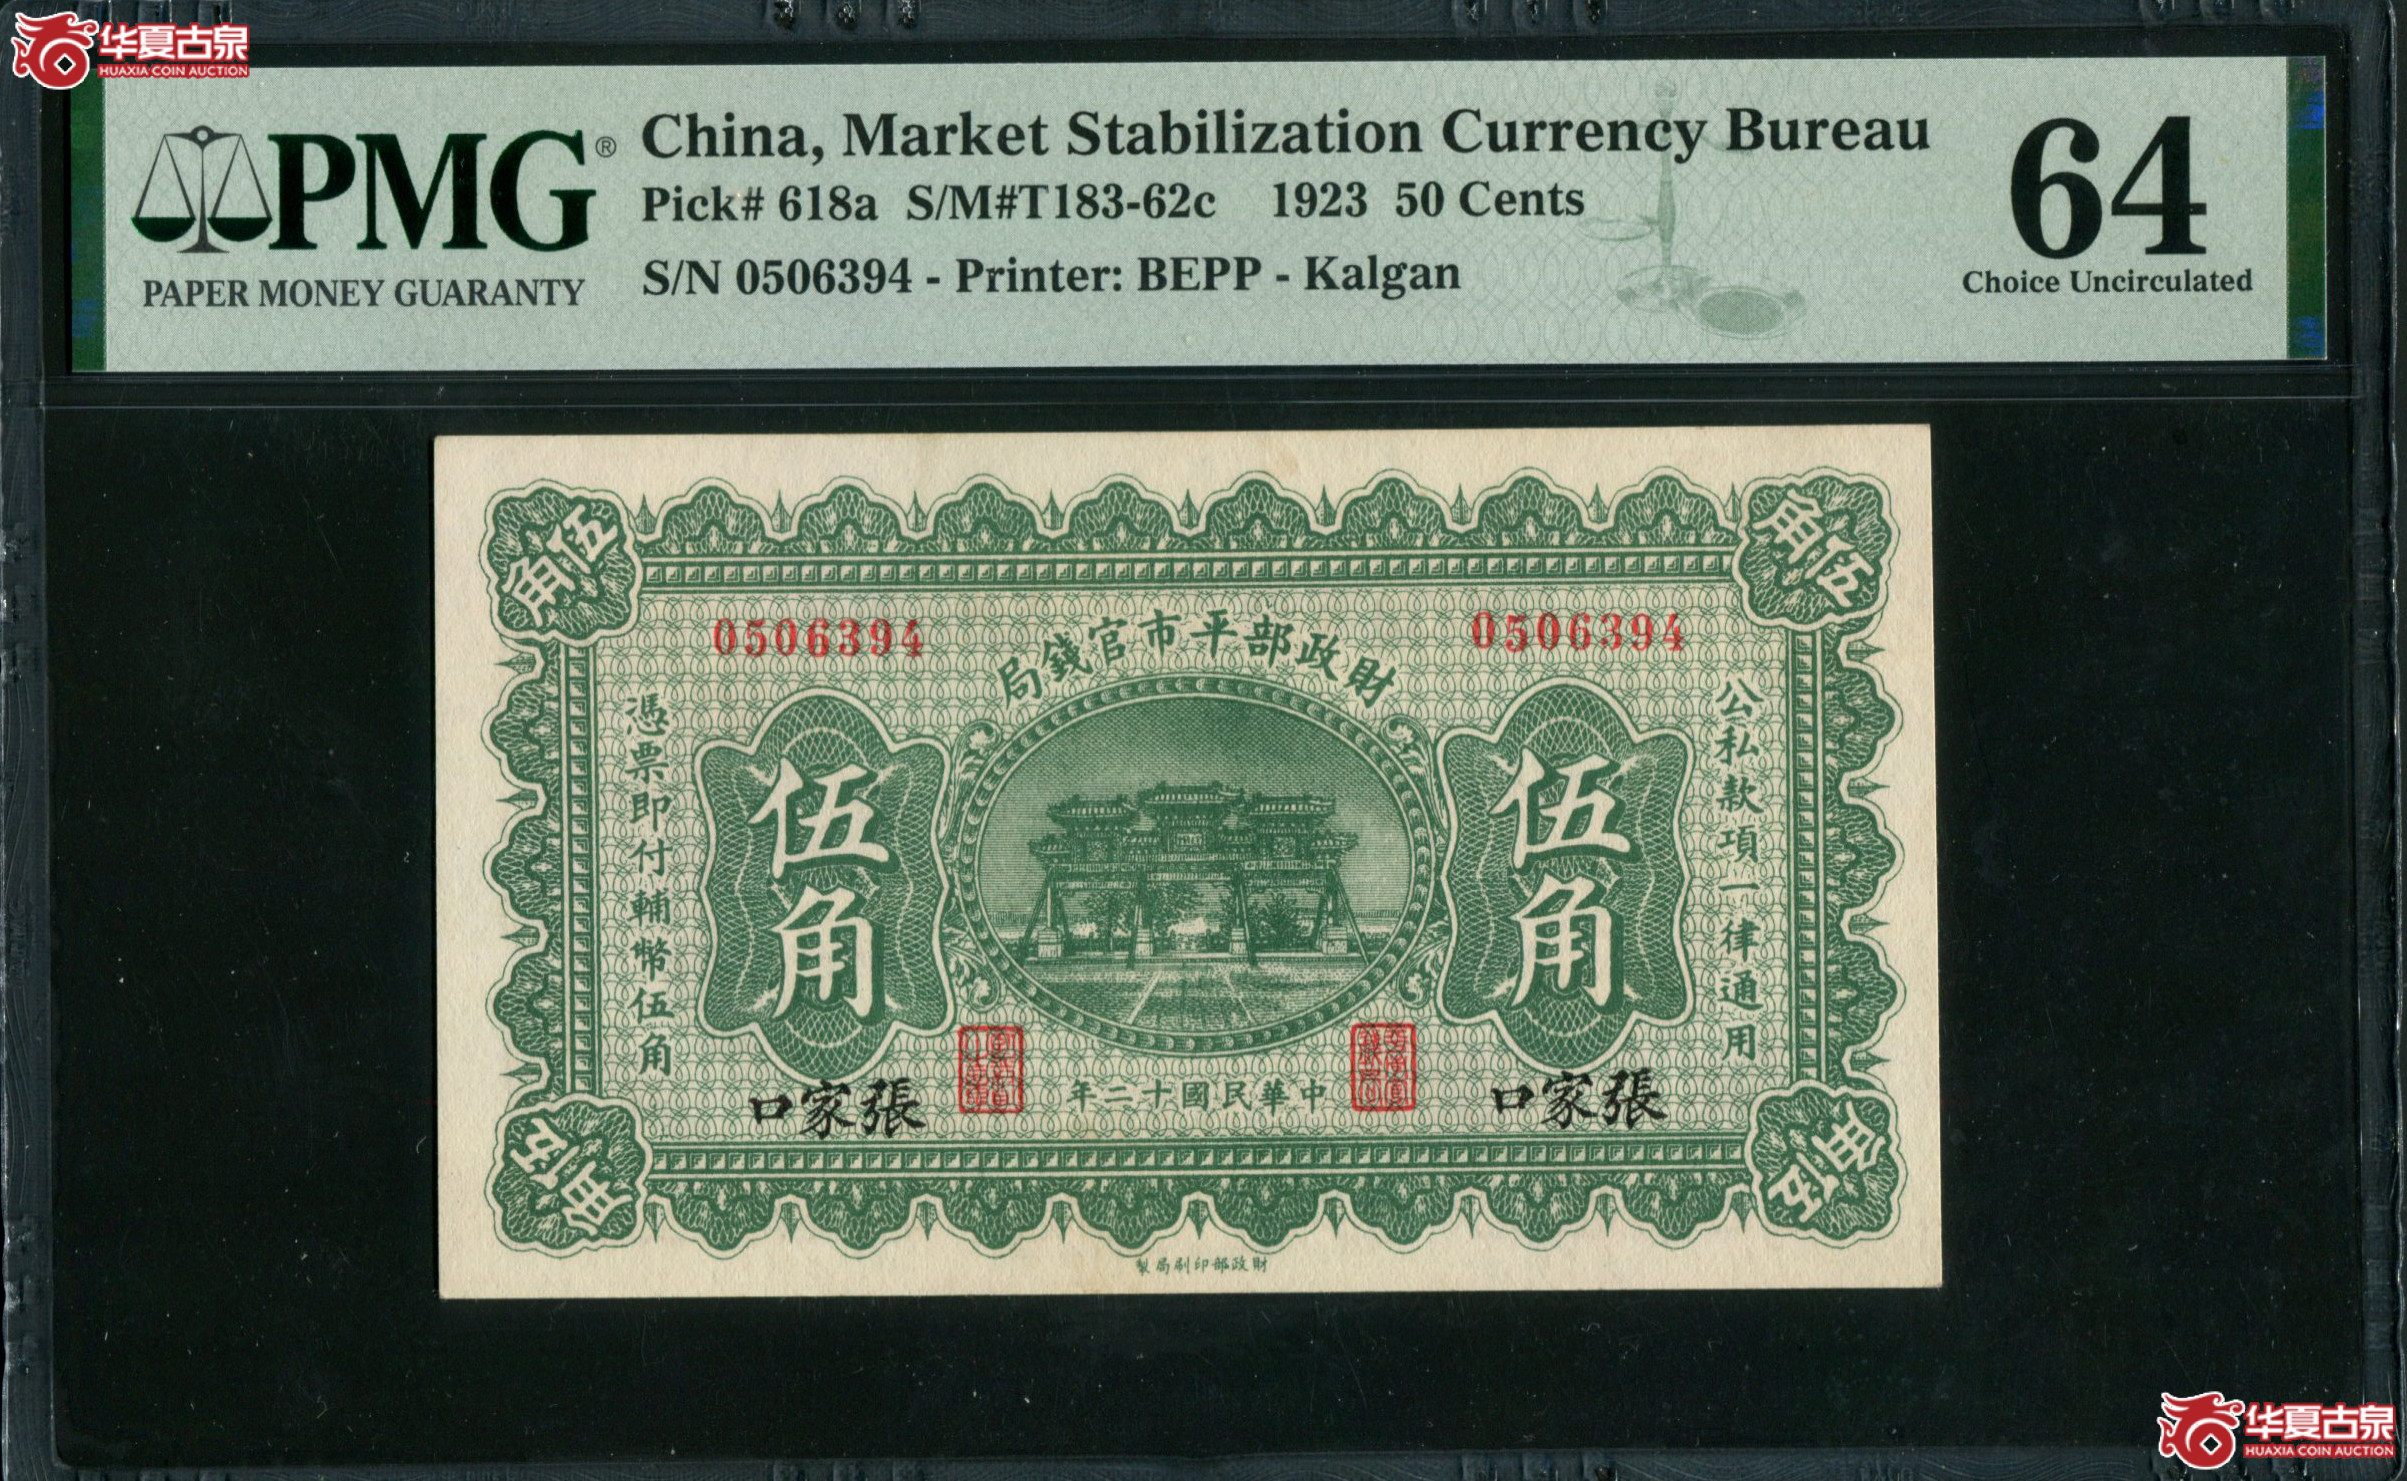 华夏古泉
HUAXIA COIN AUCTION
PMG®
PAPER MONEY GUARANTY
China, Market Stabilization Currency Bureau
Pick# 618a S/M#T183-62c 1923 50 Cents
S/N 0506394 - Printer: BEPP - Kalgan
64
Choice Uncirculated
伍角
伍角
0506394
0506394
財政部平市官錢局
公私款項一律通用
伍角
伍角
憑票即付輔幣伍角
張家口
中華民國十二年
張家口
伍角
伍角
財政部印刷局製
华夏古泉
HUAXIA COIN AUCTION